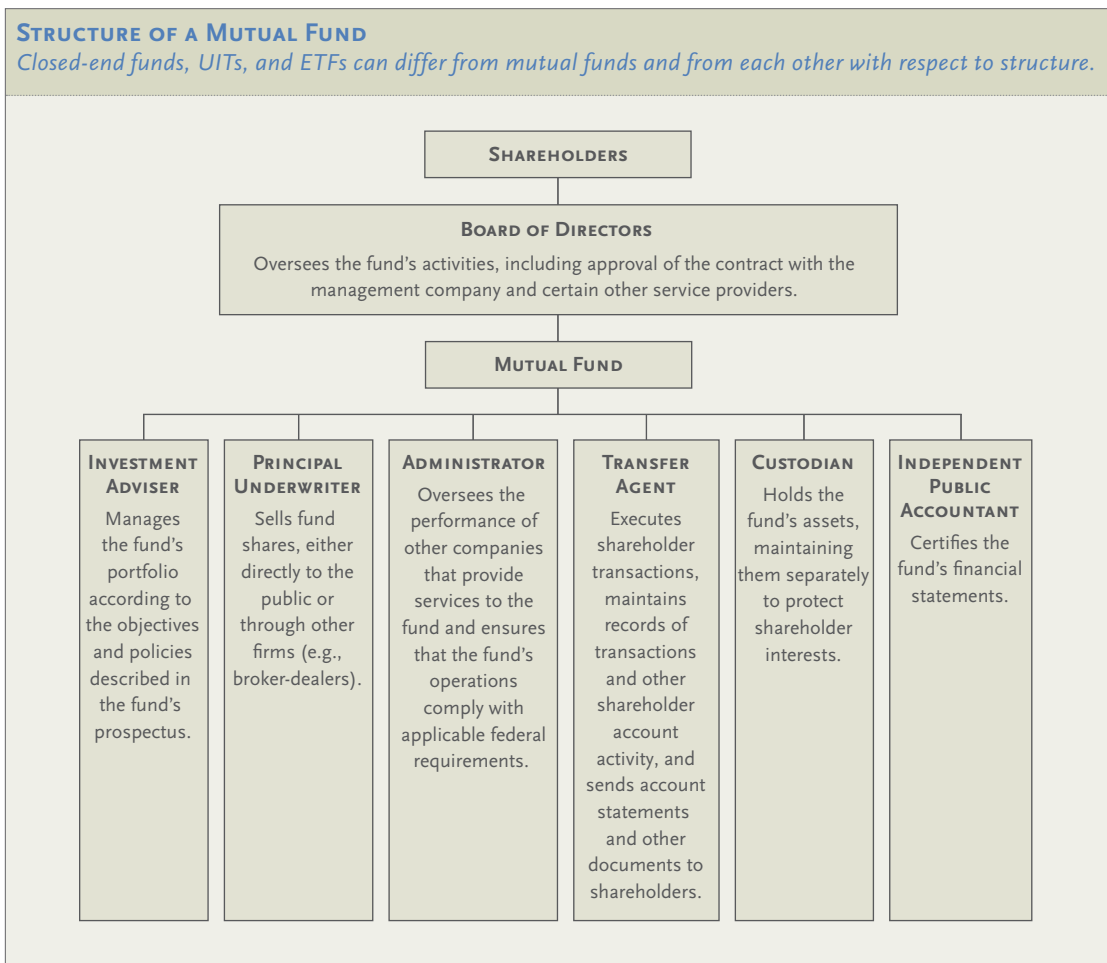 Structure of a Mutual Fund
Closed-end funds, UITs, and ETFs can differ from mutual funds and from each other with respect to structure.
Shareholders
Board of Directors
Oversees the fund's activities, including approval of the contract with the
management company and certain other service providers.
Mutual Fund
Investment
Adviser
Manages
the fund's
portfolio
according to
the objectives
and policies
described in
the fund's
prospectus.
Principal
Underwriter
Sells fund
shares, either
directly to the
public or
through other
firms (e.g.,
broker-dealers).
Administrator
Oversees the
performance of
other companies
that provide
services to the
fund and ensures
that the fund's
operations
comply with
applicable federal
requirements.
Transfer
Agent
Executes
shareholder
transactions,
maintains
records of
transactions
and other
shareholder
account
activity, and
sends account
statements
and other
documents to
shareholders.
Custodian
Holds the
fund's assets,
maintaining
them separately
to protect
shareholder
interests.
Independent
Public
Accountant
Certifies the
fund's financial
statements.